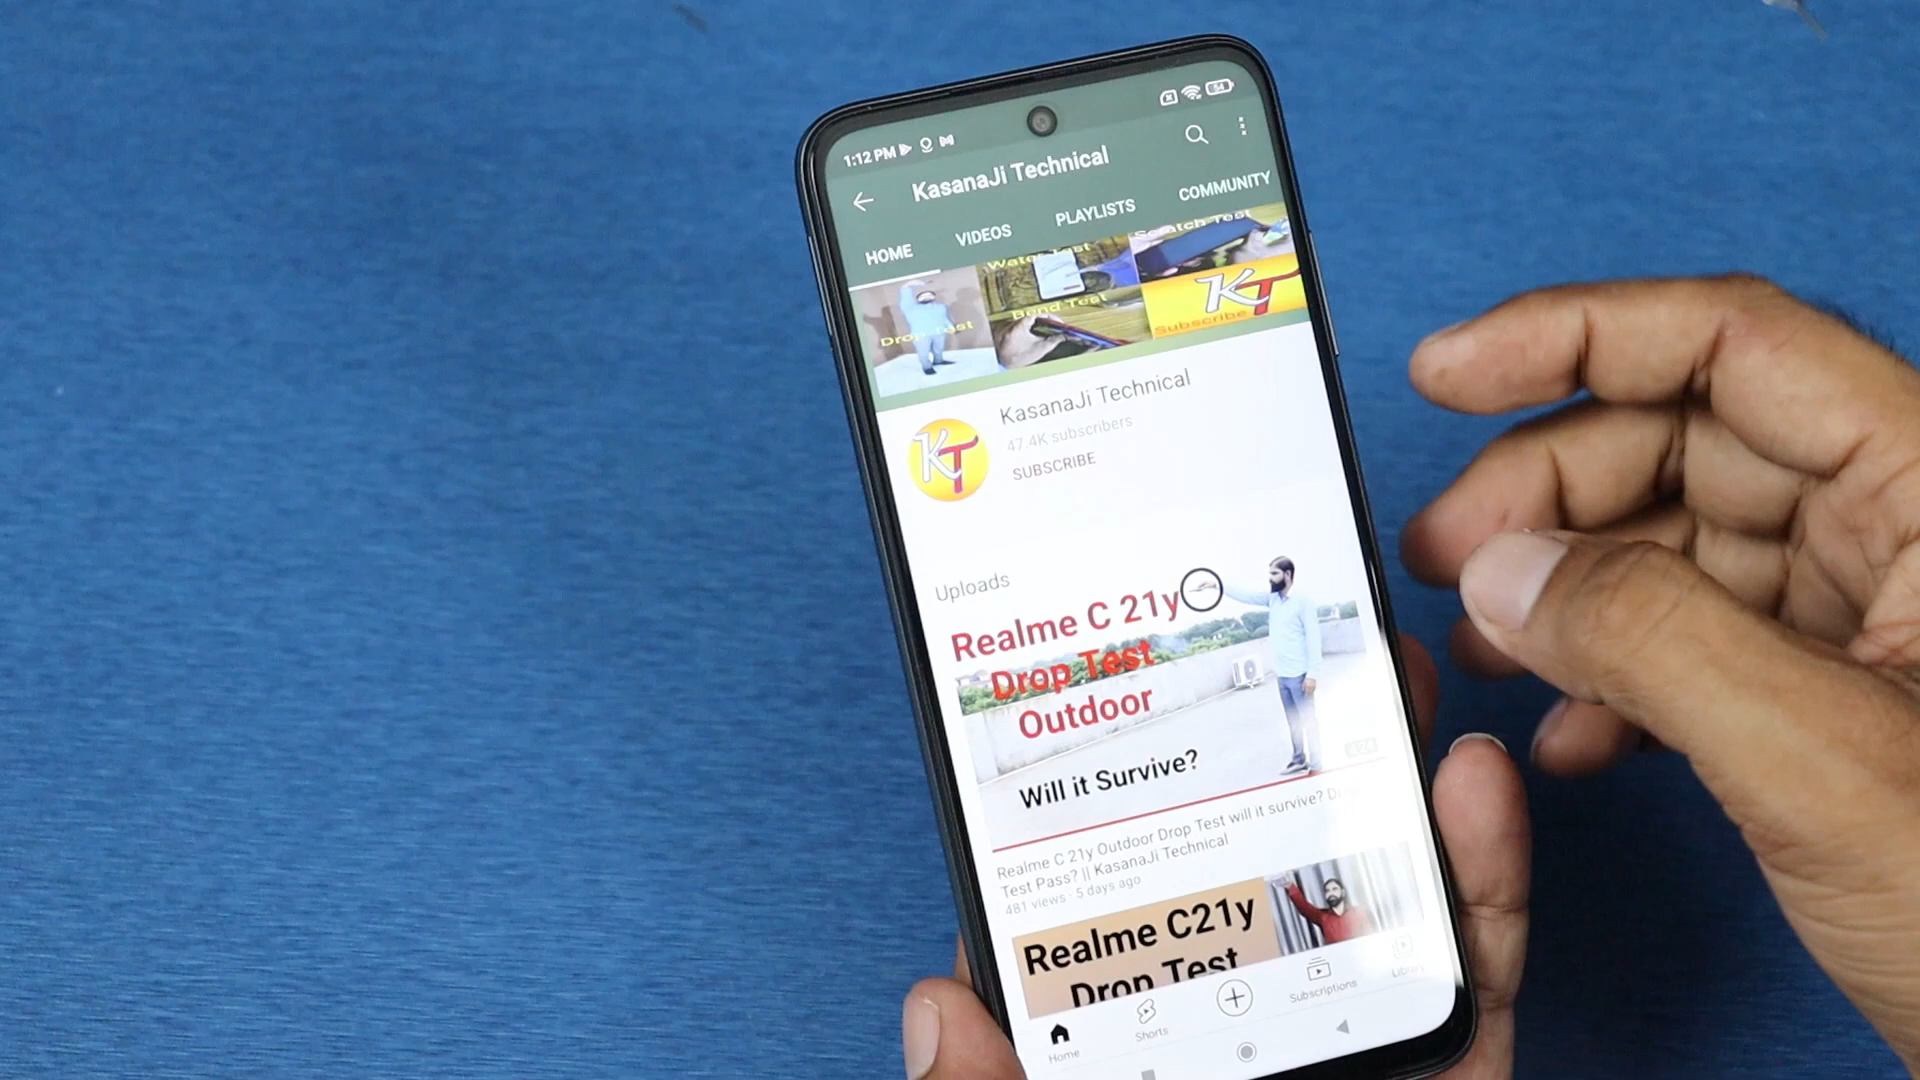 1:12 PM
54
KasanaJi Technical
HOME
VIDEOS
PLAYLISTS
COMMUNITY
Drop Test
Water Test
Bend Test
Scratch Test
KT
Subscribe
KT
KasanaJi Technical
47.4K subscribers
SUBSCRIBE
Uploads
Realme C 21y
Drop Test
Outdoor
Will it Survive?
Realme C 21y Outdoor Drop Test will it survive?
Test Pass? || KasanaJi Technical
481 views · 5 days ago
Realme C21y
Drop Test
Home
Shorts
Subscriptions
Library